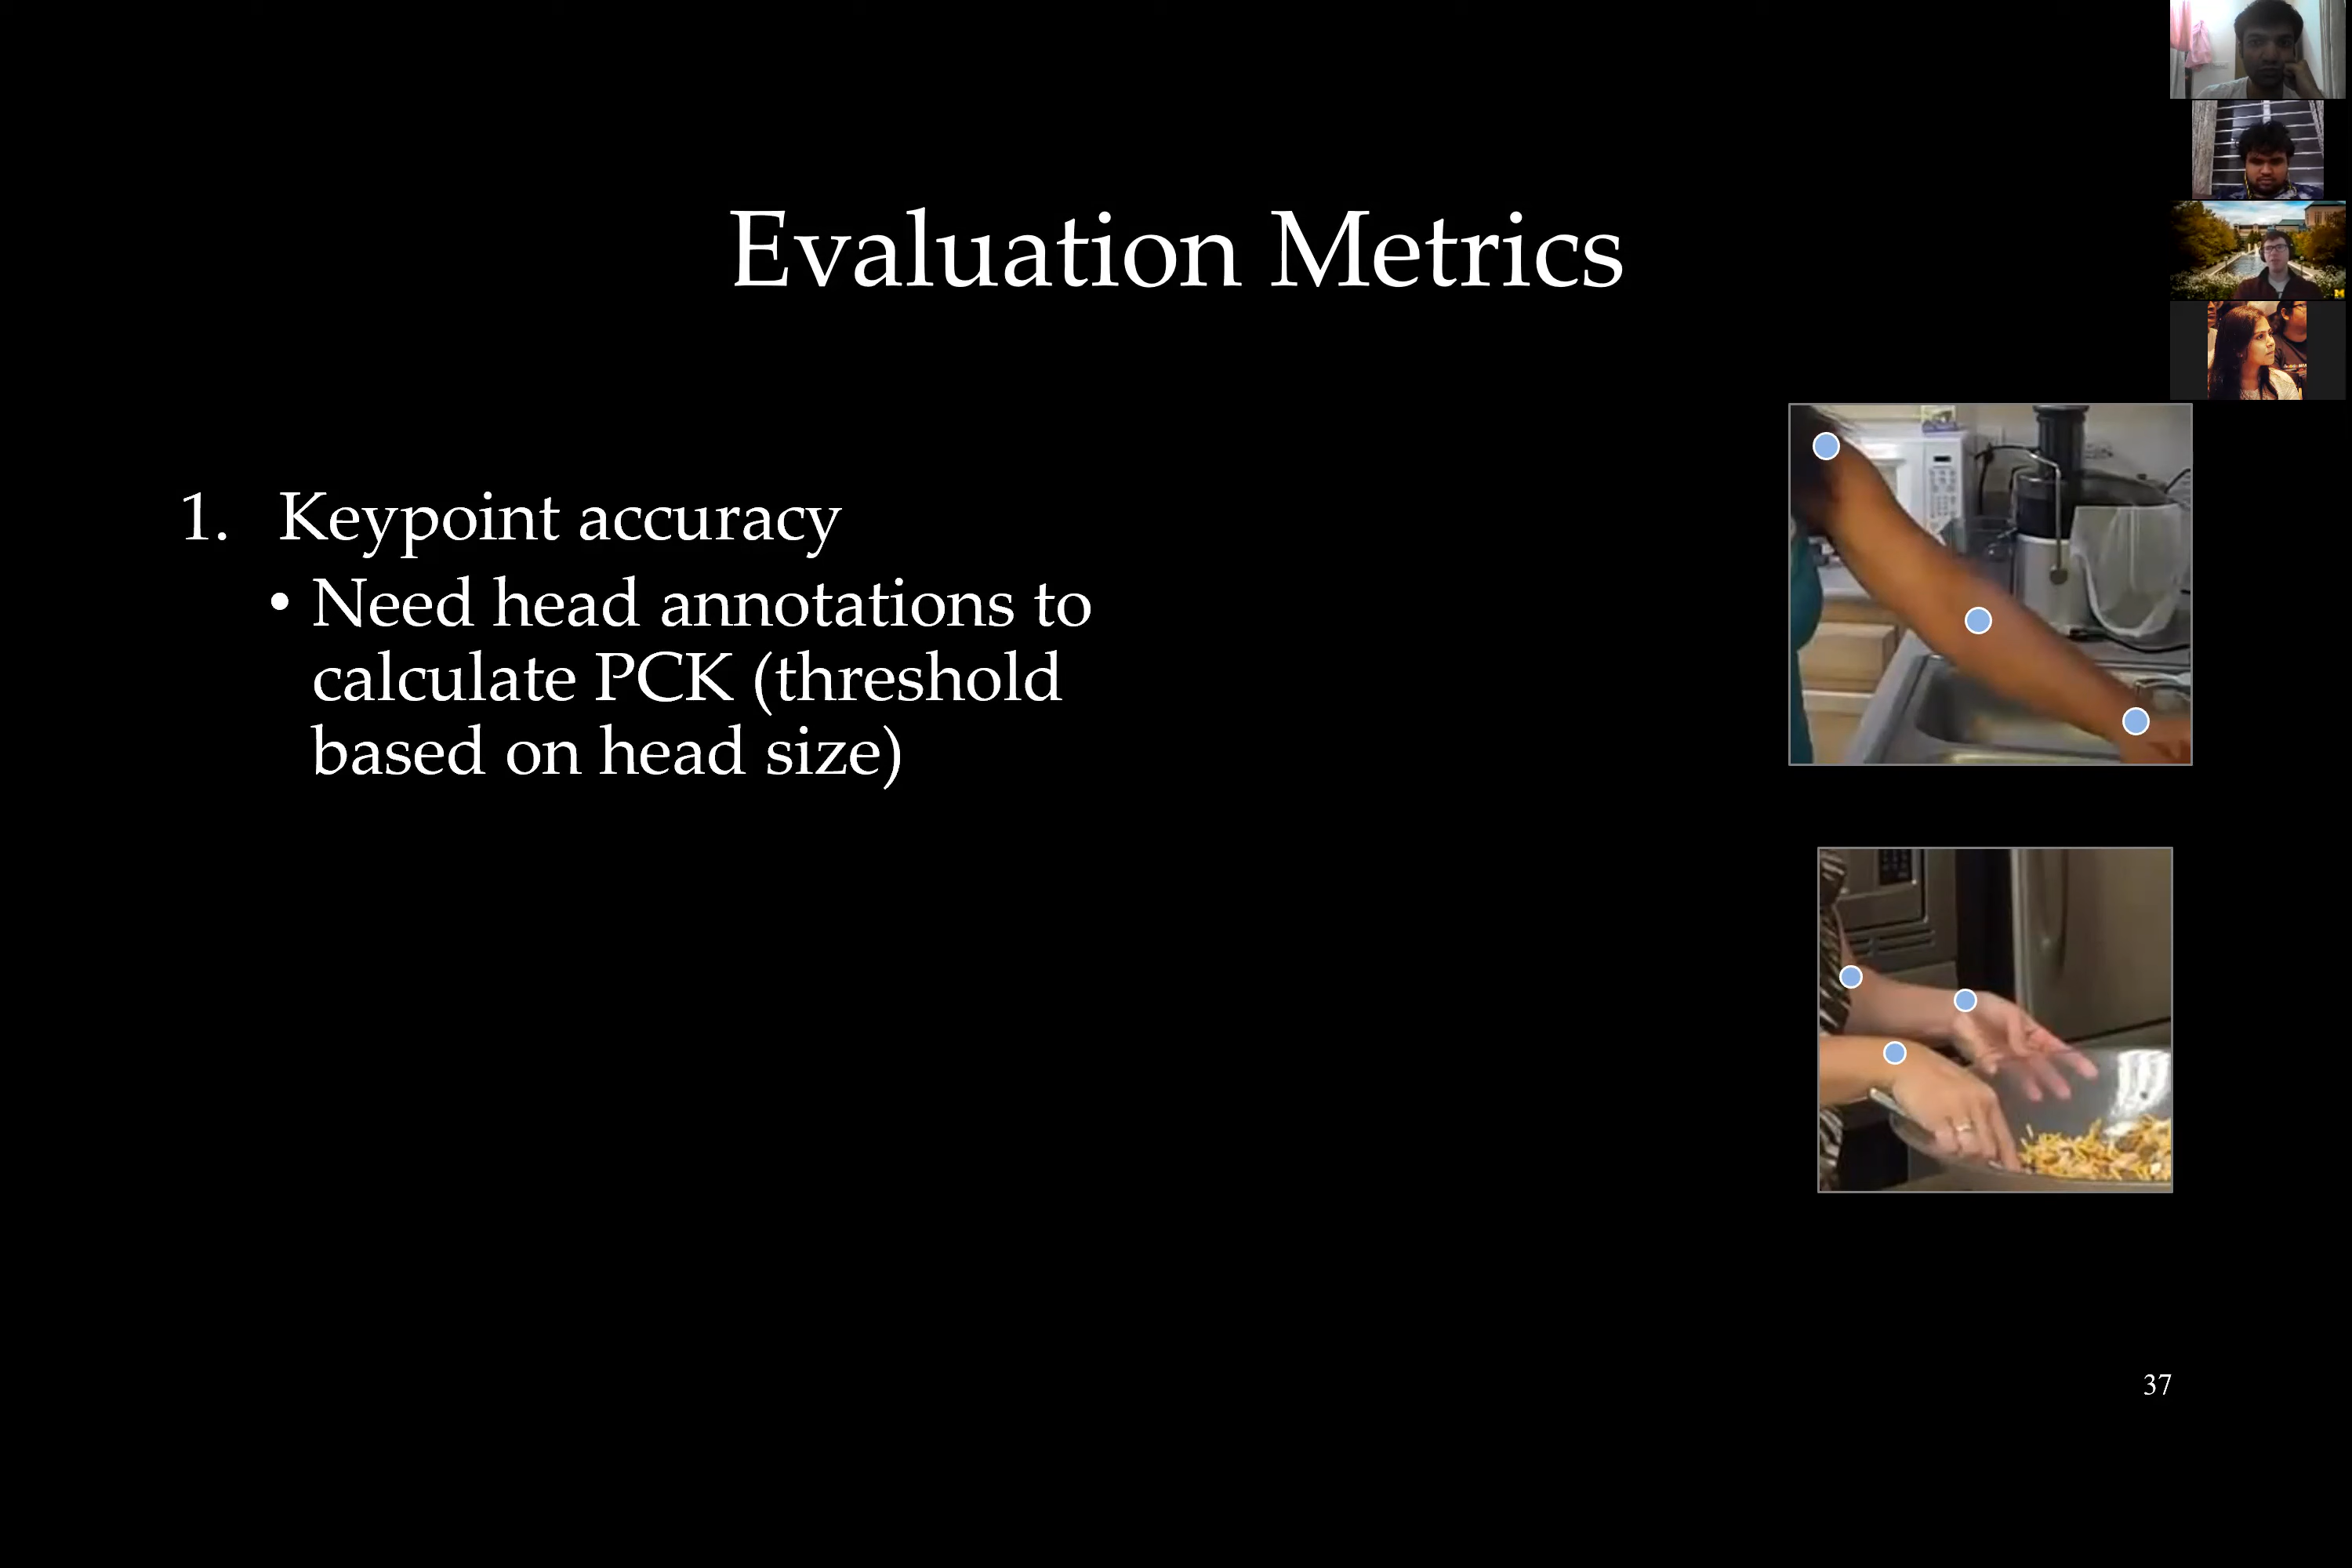 Evaluation Metrics
1. Keypoint accuracy
• Need head annotations to
calculate PCK (threshold
based on head size)
37